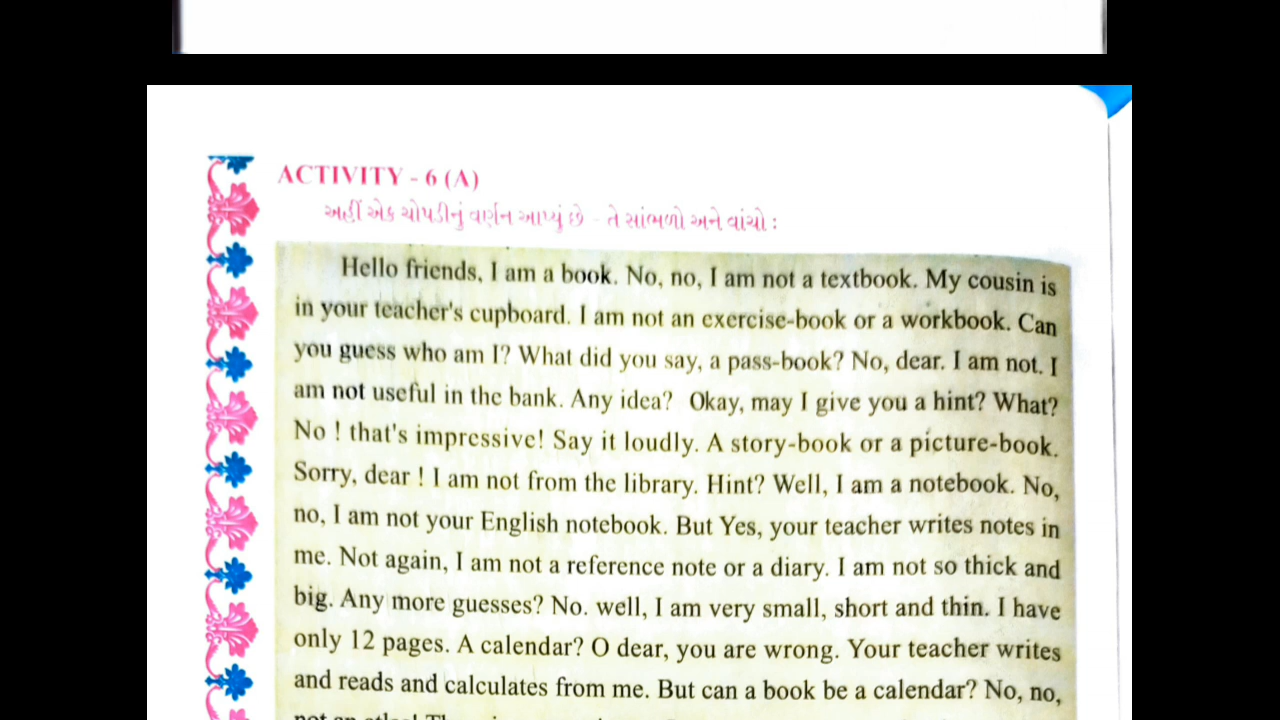 ACTIVITY - 6 (A)
અહીં એક ચોપડીનું વર્ણન આપ્યું છે - તે સાંભળો અને વાંચો :
Hello friends, I am a book. No, no, I am not a textbook. My cousin is
in your teacher's cupboard. I am not an exercise-book or a workbook. Can
you guess who am I? What did you say, a pass-book? No, dear. I am not. I
am not useful in the bank. Any idea? Okay, may I give you a hint? What?
No ! that's impressive! Say it loudly. A story-book or a picture-book.
Sorry, dear ! I am not from the library. Hint? Well, I am a notebook. No,
no, I am not your English notebook. But Yes, your teacher writes notes in
me. Not again, I am not a reference note or a diary. I am not so thick and
big. Any more guesses? No. well, I am very small, short and thin. I have
only 12 pages. A calendar? O dear, you are wrong. Your teacher writes
and reads and calculates from me. But can a book be a calendar? No, no,
not an atlas!